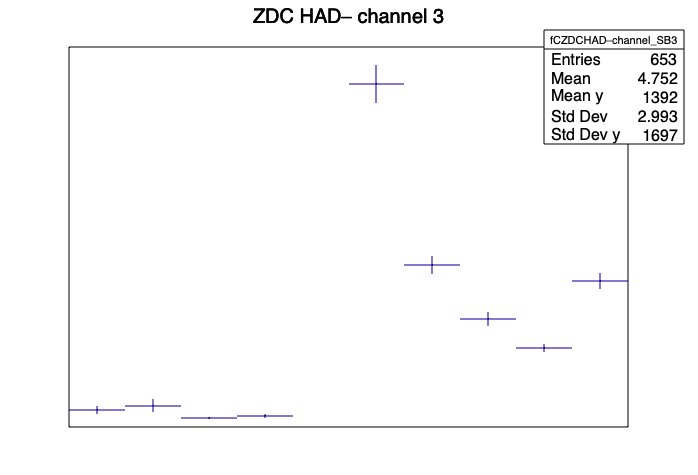 ZDC HAD– channel 3
fCZDCHAD–channel_SB3
Entries 653
Mean 4.752
Mean y 1392
Std Dev 2.993
Std Dev y 1697